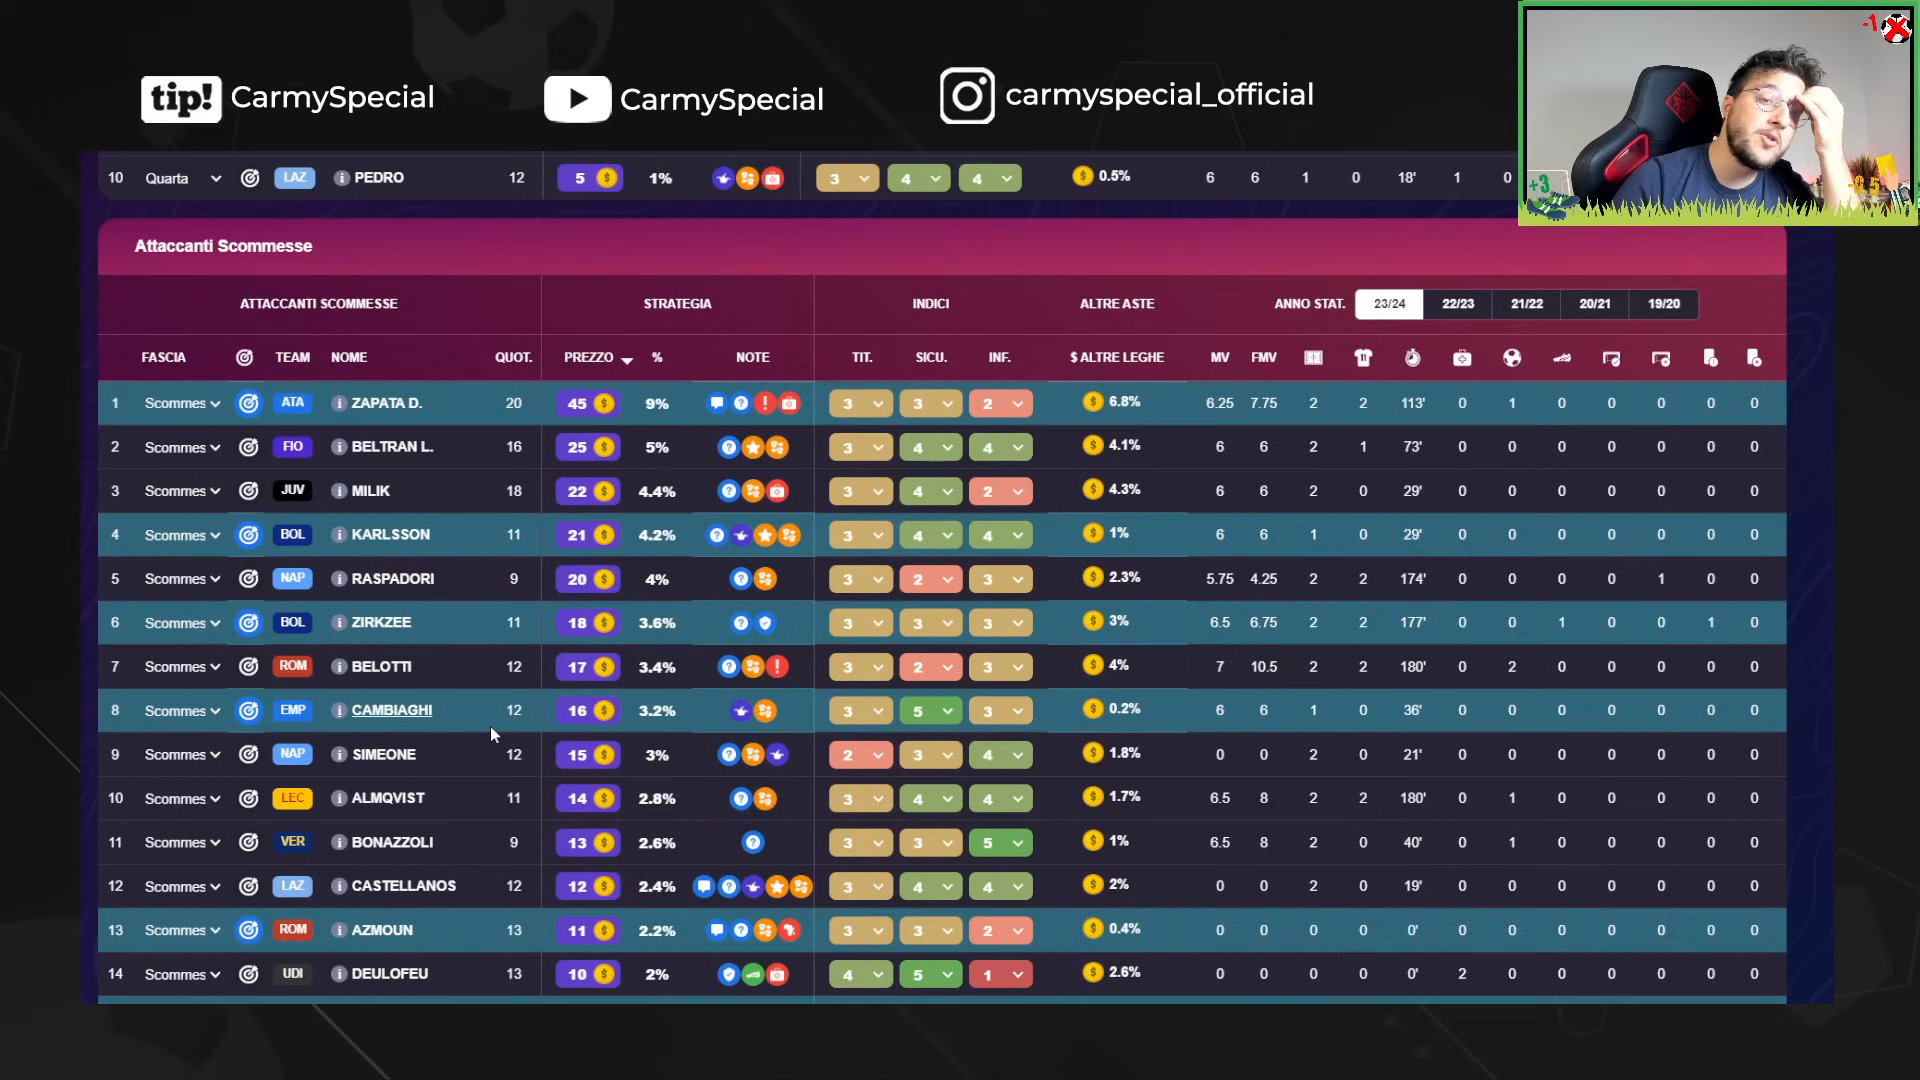 tip! CarmySpecial CarmySpecial carmyspecial_official
-1
+3
-0.5
10 Quarta LAZ i PEDRO 12 5 $ 1% 3 4 4 $ 0.5% 6 6 1 0 18' 1 0
Attaccanti Scommesse
ATTACCANTI SCOMMESSE STRATEGIA INDICI ALTRE ASTE ANNO STAT. 23/24 22/23 21/22 20/21 19/20
FASCIA TEAM NOME QUOT. PREZZO % NOTE TIT. SICU. INF. $ ALTRE LEGHE MV FMV
1 Scommes ATA i ZAPATA D. 20 45 $ 9% ? ! 3 3 2 $ 6.8% 6.25 7.75 2 2 113' 0 1 0 0 0 0 0
2 Scommes FIO i BELTRAN L. 16 25 $ 5% ? 3 4 4 $ 4.1% 6 6 2 1 73' 0 0 0 0 0 0 0
3 Scommes JUV i MILIK 18 22 $ 4.4% ? 3 4 2 $ 4.3% 6 6 2 0 29' 0 0 0 0 0 0 0
4 Scommes BOL i KARLSSON 11 21 $ 4.2% ? 3 4 4 $ 1% 6 6 1 0 29' 0 0 0 0 0 0 0
5 Scommes NAP i RASPADORI 9 20 $ 4% ? 3 2 3 $ 2.3% 5.75 4.25 2 2 174' 0 0 0 0 1 0 0
6 Scommes BOL i ZIRKZEE 11 18 $ 3.6% ? 3 3 3 $ 3% 6.5 6.75 2 2 177' 0 0 1 0 0 1 0
7 Scommes ROM i BELOTTI 12 17 $ 3.4% ? ! 3 2 3 $ 4% 7 10.5 2 2 180' 0 2 0 0 0 0 0
8 Scommes EMP i CAMBIAGHI 12 16 $ 3.2% 3 5 3 $ 0.2% 6 6 1 0 36' 0 0 0 0 0 0 0
9 Scommes NAP i SIMEONE 12 15 $ 3% ? 2 3 4 $ 1.8% 0 0 2 0 21' 0 0 0 0 0 0 0
10 Scommes LEC i ALMQVIST 11 14 $ 2.8% ? 3 4 4 $ 1.7% 6.5 8 2 2 180' 0 1 0 0 0 0 0
11 Scommes VER i BONAZZOLI 9 13 $ 2.6% ? 3 3 5 $ 1% 6.5 8 2 0 40' 0 1 0 0 0 0 0
12 Scommes LAZ i CASTELLANOS 12 12 $ 2.4% ? 3 4 4 $ 2% 0 0 2 0 19' 0 0 0 0 0 0 0
13 Scommes ROM i AZMOUN 13 11 $ 2.2% ? 3 3 2 $ 0.4% 0 0 0 0 0' 0 0 0 0 0 0 0
14 Scommes UDI i DEULOFEU 13 10 $ 2% 4 5 1 $ 2.6% 0 0 0 0 0' 2 0 0 0 0 0 0